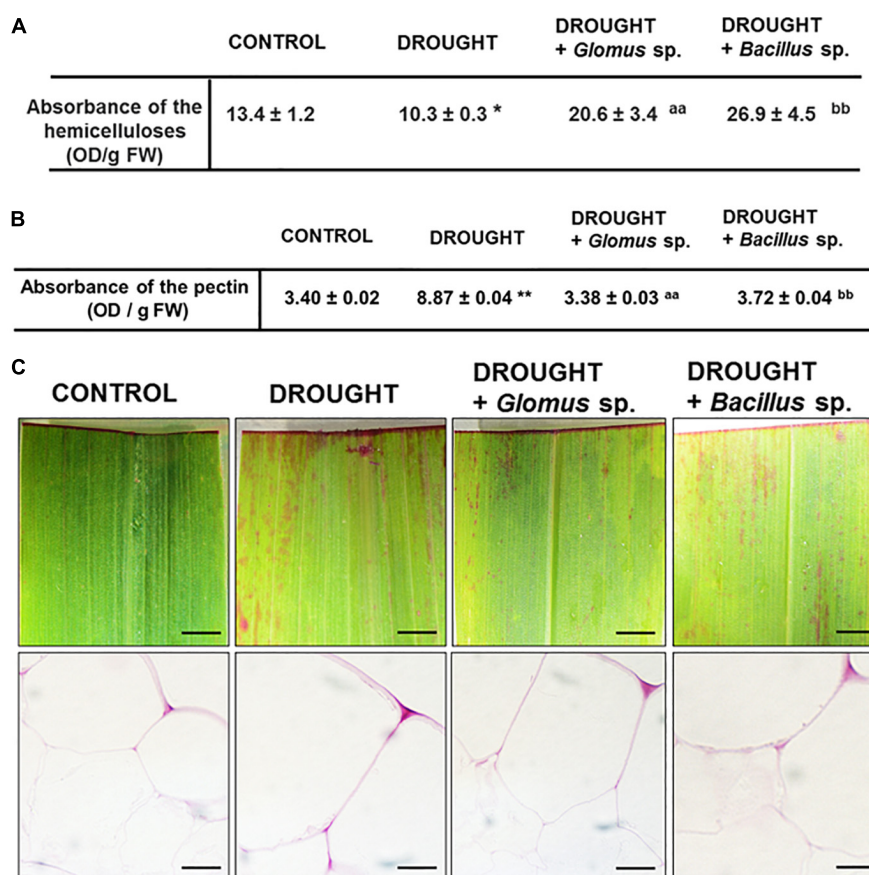 A
CONTROL DROUGHT DROUGHT + Glomus sp. DROUGHT + Bacillus sp.
Absorbance of the hemicelluloses (OD/g FW) 13.4 ± 1.2 10.3 ± 0.3 * 20.6 ± 3.4 aa 26.9 ± 4.5 bb
B
CONTROL DROUGHT DROUGHT + Glomus sp. DROUGHT + Bacillus sp.
Absorbance of the pectin (OD / g FW) 3.40 ± 0.02 8.87 ± 0.04 ** 3.38 ± 0.03 aa 3.72 ± 0.04 bb
C
CONTROL DROUGHT DROUGHT + Glomus sp. DROUGHT + Bacillus sp.